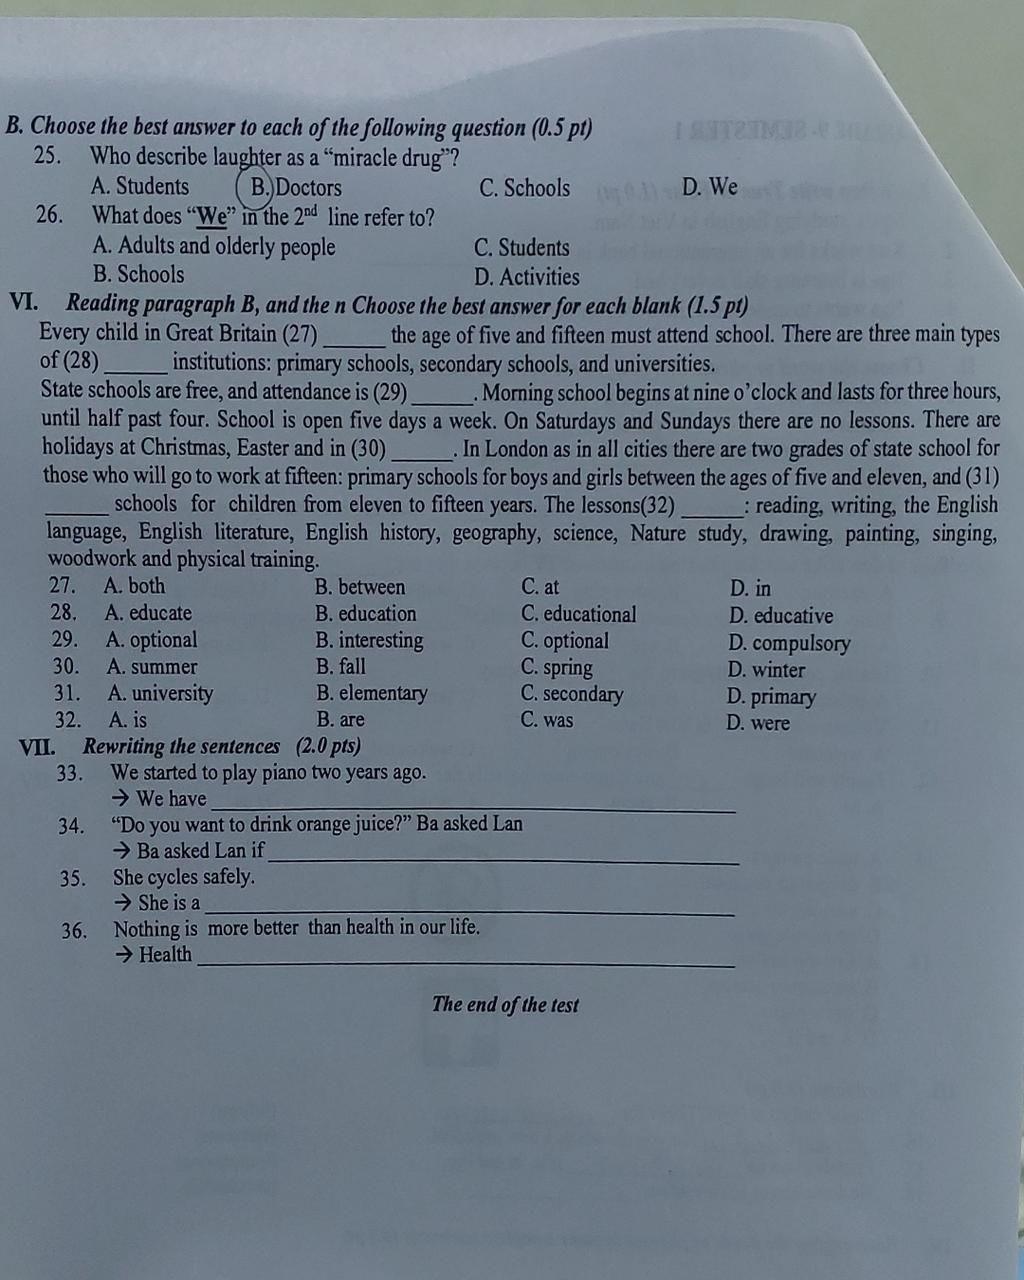 B. Choose the best answer to each of the following question (0.5 pt)
25. Who describe laughter as a “miracle drug”?
A. Students B. Doctors C. Schools D. We
26. What does “We” in the 2nd line refer to?
A. Adults and olderly people C. Students
B. Schools D. Activities
VI. Reading paragraph B, and the n Choose the best answer for each blank (1.5 pt)
Every child in Great Britain (27) ______ the age of five and fifteen must attend school. There are three main types
of (28) ______ institutions: primary schools, secondary schools, and universities.
State schools are free, and attendance is (29) ______. Morning school begins at nine o’clock and lasts for three hours,
until half past four. School is open five days a week. On Saturdays and Sundays there are no lessons. There are
holidays at Christmas, Easter and in (30) ______. In London as in all cities there are two grades of state school for
those who will go to work at fifteen: primary schools for boys and girls between the ages of five and eleven, and (31)
______ schools for children from eleven to fifteen years. The lessons(32) ______: reading, writing, the English
language, English literature, English history, geography, science, Nature study, drawing, painting, singing,
woodwork and physical training.
27. A. both B. between C. at D. in
28. A. educate B. education C. educational D. educative
29. A. optional B. interesting C. optional D. compulsory
30. A. summer B. fall C. spring D. winter
31. A. university B. elementary C. secondary D. primary
32. A. is B. are C. was D. were
VII. Rewriting the sentences (2.0 pts)
33. We started to play piano two years ago.
→ We have ______
34. “Do you want to drink orange juice?” Ba asked Lan
→ Ba asked Lan if ______
35. She cycles safely.
→ She is a ______
36. Nothing is more better than health in our life.
→ Health ______
The end of the test